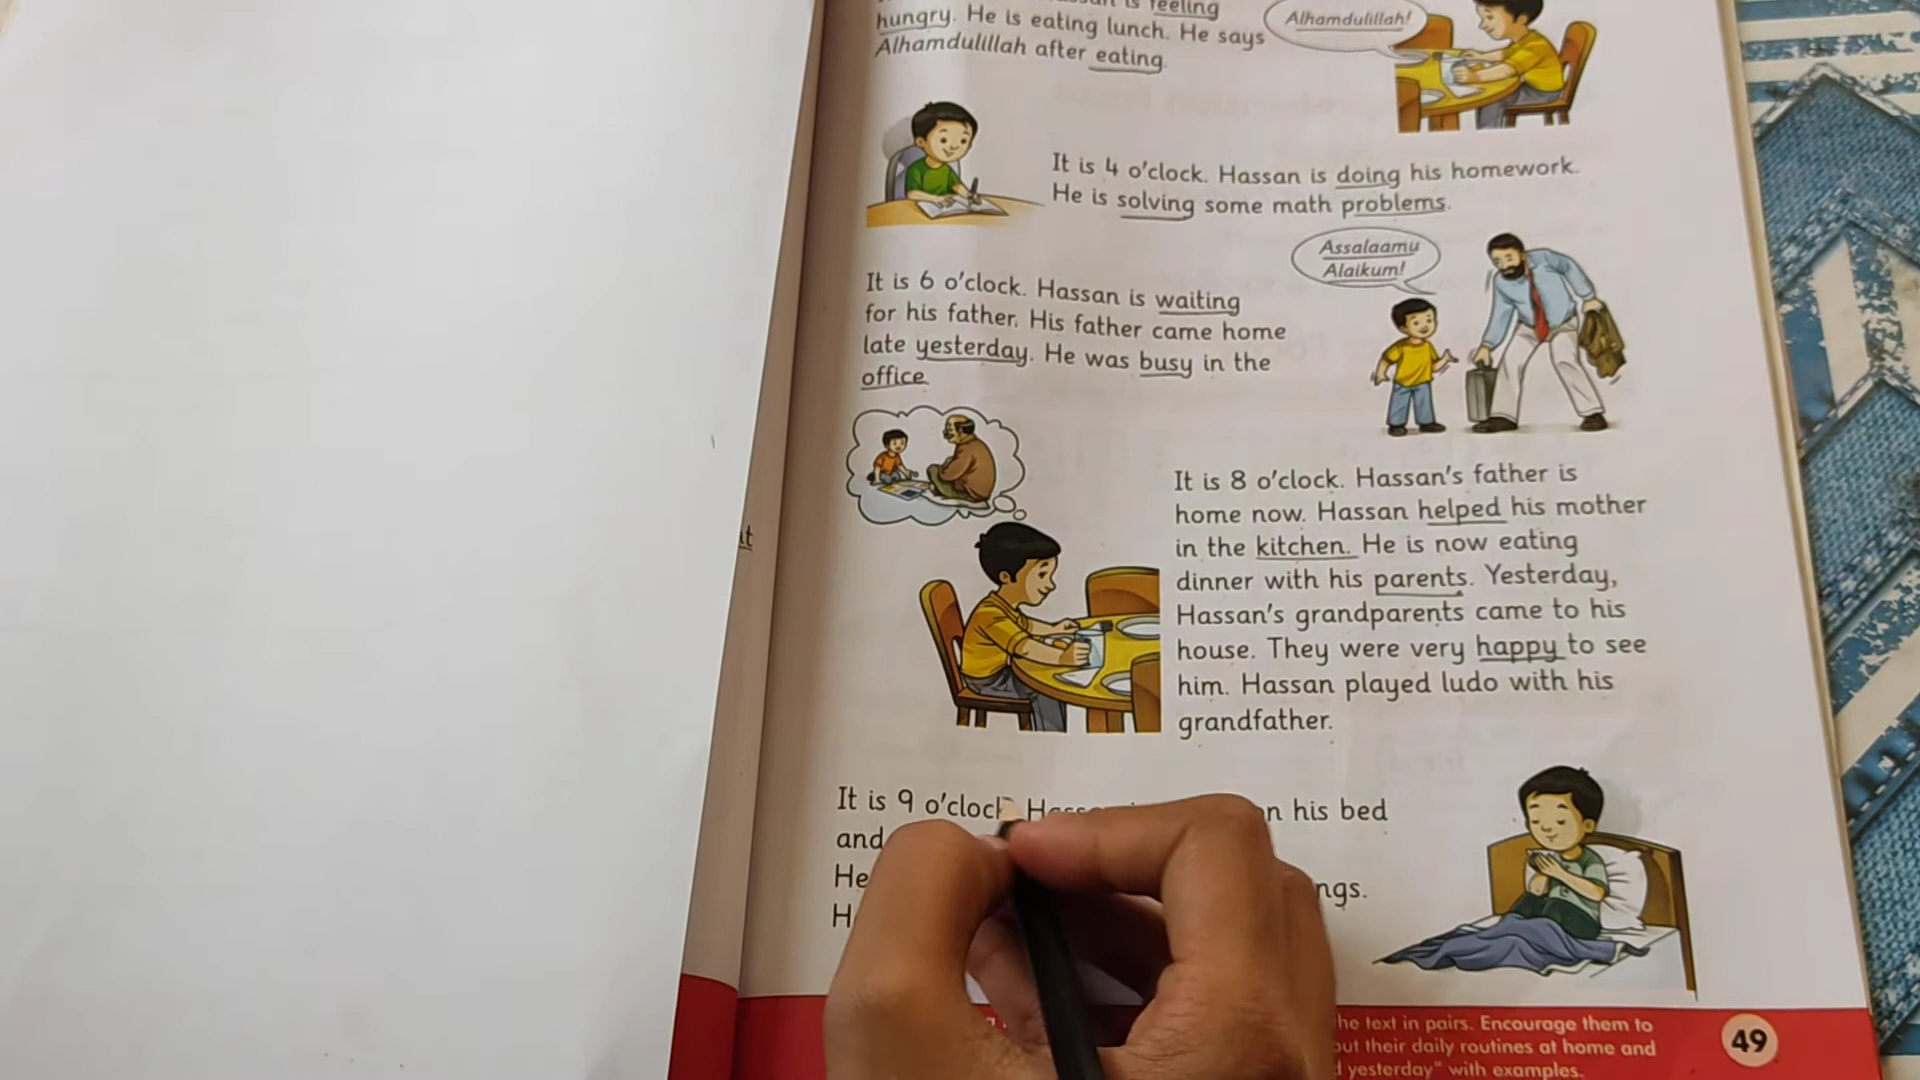 is feeling
hungry. He is eating lunch. He says
Alhamdulillah after eating.
Alhamdulillah!
It is 4 o'clock. Hassan is doing his homework.
He is solving some math problems.
Assalaamu
Alaikum!
It is 6 o'clock. Hassan is waiting
for his father. His father came home
late yesterday. He was busy in the
office.
It is 8 o'clock. Hassan's father is
home now. Hassan helped his mother
in the kitchen. He is now eating
dinner with his parents. Yesterday,
Hassan's grandparents came to his
house. They were very happy to see
him. Hassan played ludo with his
grandfather.
It is 9 o'clock his bed
and
He
the text in pairs. Encourage them to
their daily routines at home and
yesterday" with examples.
49